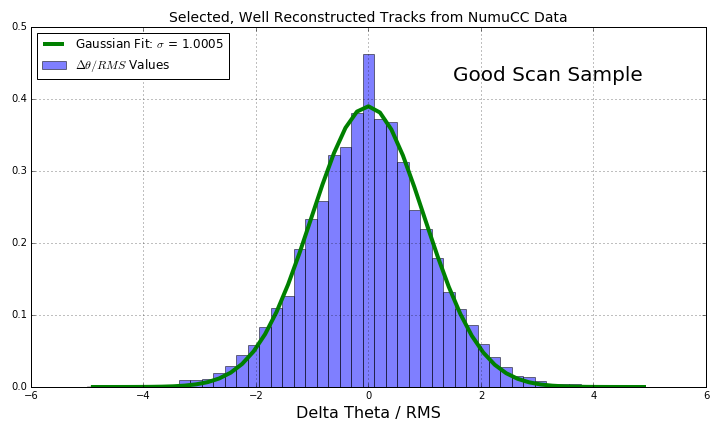 Selected, Well Reconstructed Tracks from NumuCC Data
Gaussian Fit: σ = 1.0005
Δθ/RMS Values
Good Scan Sample
0.5
0.4
0.3
0.2
0.1
0.0
−6 −4 −2 0 2 4 6
Delta Theta / RMS